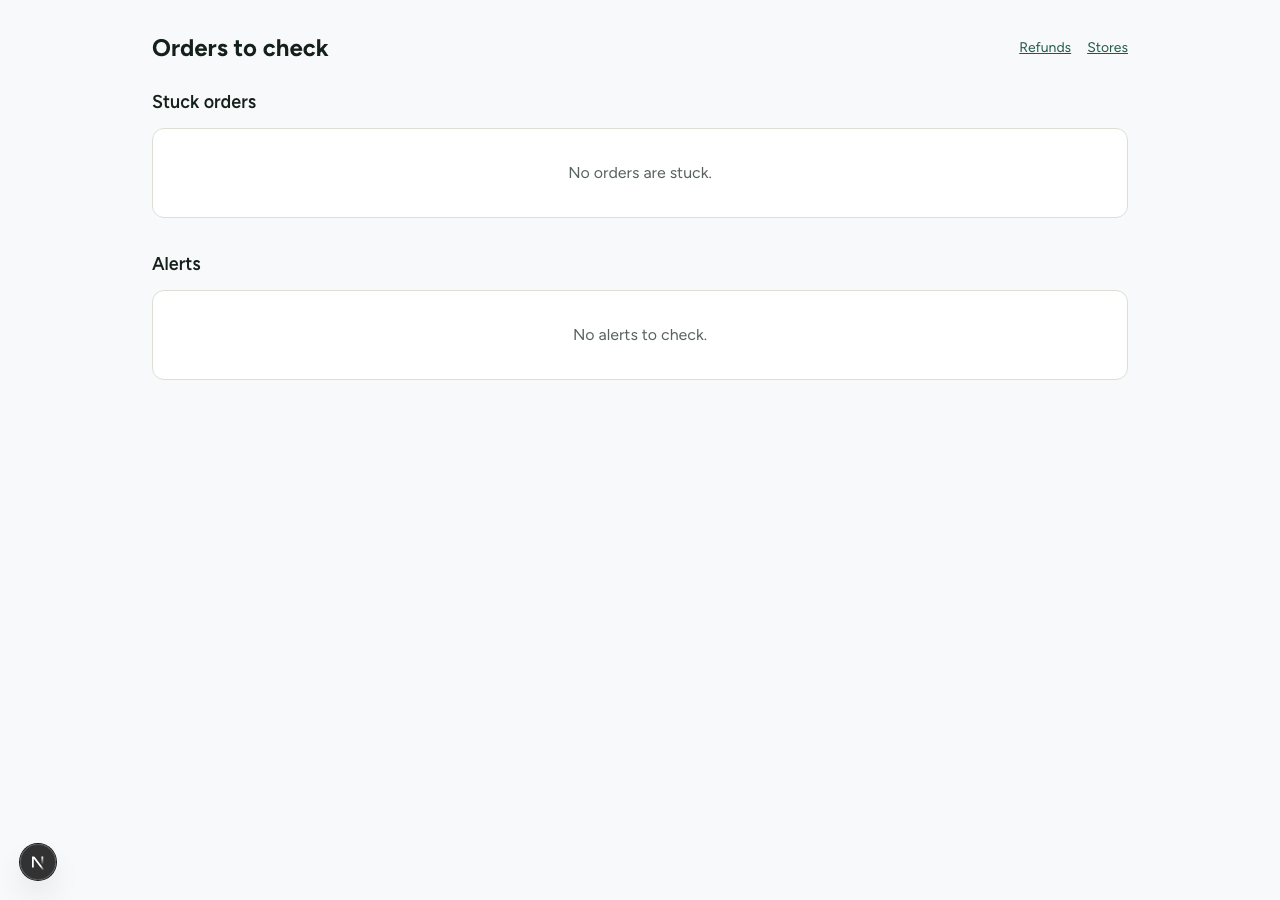 Orders to check
Refunds Stores
Stuck orders
No orders are stuck.
Alerts
No alerts to check.
N